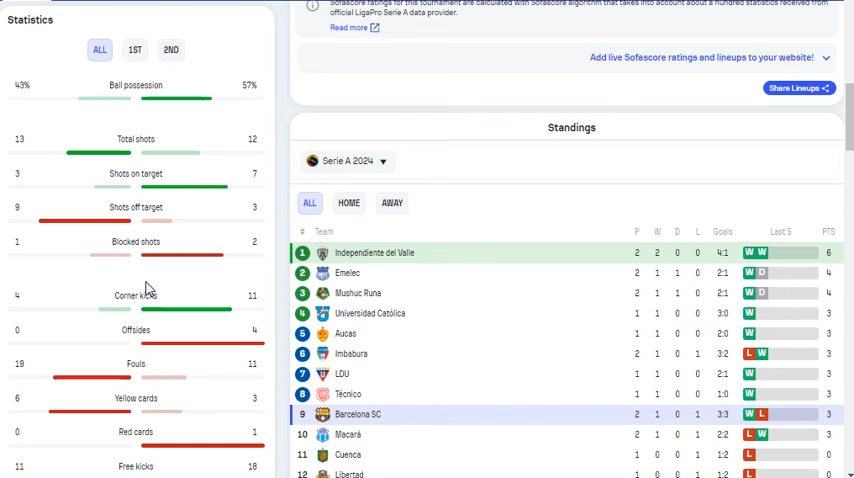 Statistics
ALL 1ST 2ND
43% Ball possession 57%
13 Total shots 12
3 Shots on target 7
9 Shots off target 3
1 Blocked shots 2
4 Corner kicks 11
0 Offsides 4
19 Fouls 11
6 Yellow cards 3
0 Red cards 1
11 Free kicks 18
Sofascore ratings for this tournament are calculated with Sofascore algorithm that takes into account about a hundred statistics received from
official LigaPro Serie A data provider.
Read more
Add live Sofascore ratings and lineups to your website!
Share Lineups
Standings
Serie A 2024
ALL HOME AWAY
# Team P W D L Goals Last 5 PTS
1 Independiente del Valle 2 2 0 0 4:1 W W 6
2 Emelec 2 1 1 0 2:1 W D 4
3 Mushuc Runa 2 1 1 0 2:1 W D 4
4 Universidad Católica 1 1 0 0 3:0 W 3
5 Aucas 1 1 0 0 2:0 W 3
6 Imbabura 2 1 0 1 3:2 L W 3
7 LDU 1 1 0 0 2:1 W 3
8 Técnico 1 1 0 0 1:0 W 3
9 Barcelona SC 2 1 0 1 3:3 W L 3
10 Macará 2 1 0 1 2:2 L W 3
11 Cuenca 1 0 0 1 1:2 L 0
12 Libertad 1 0 0 1 1:2 L 0